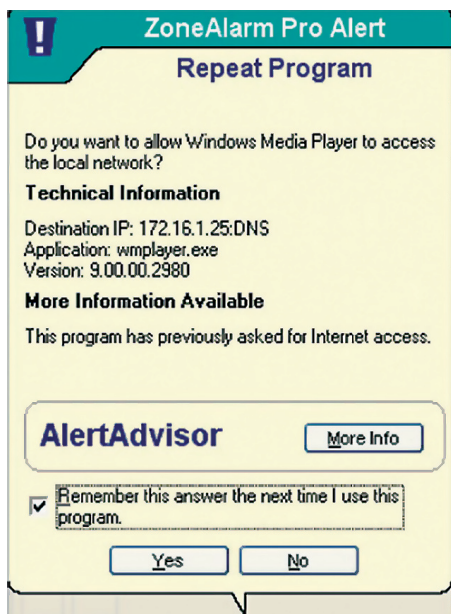 ZoneAlarm Pro Alert
Repeat Program
Do you want to allow Windows Media Player to access
the local network?
Technical Information
Destination IP: 172.16.1.25:DNS
Application: wmplayer.exe
Version: 9.00.00.2980
More Information Available
This program has previously asked for Internet access.
AlertAdvisor
More Info
Remember this answer the next time I use this
program.
Yes
No